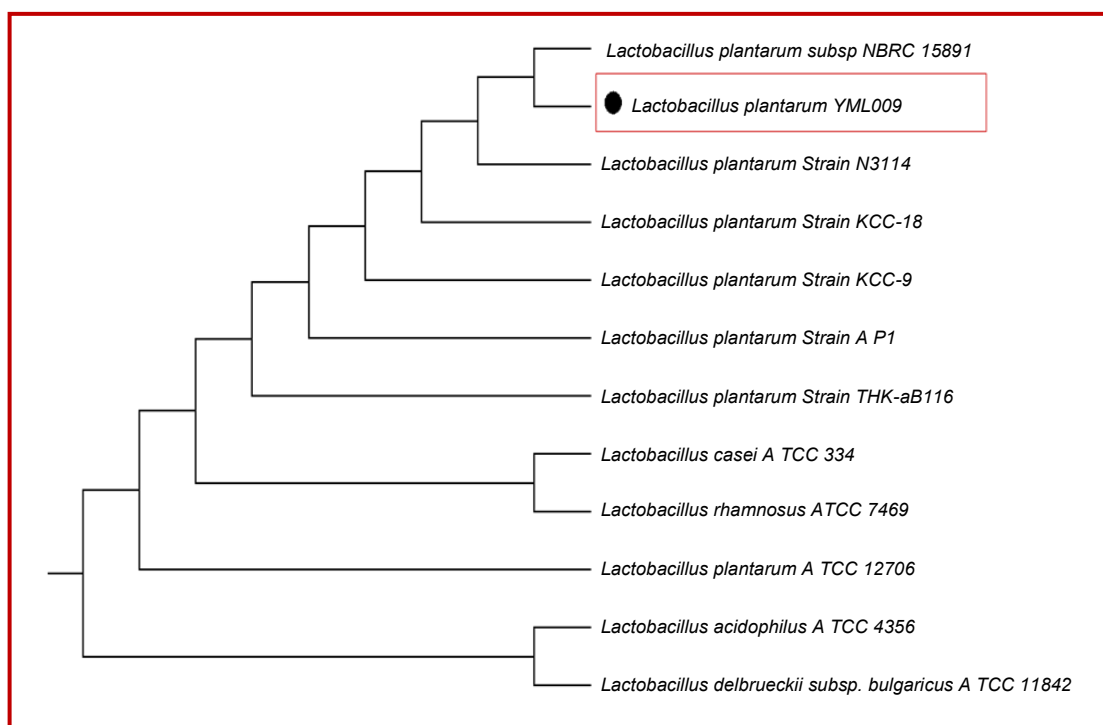 Lactobacillus plantarum subsp NBRC 15891
Lactobacillus plantarum YML009
Lactobacillus plantarum Strain N3114
Lactobacillus plantarum Strain KCC-18
Lactobacillus plantarum Strain KCC-9
Lactobacillus plantarum Strain A P1
Lactobacillus plantarum Strain THK-aB116
Lactobacillus casei A TCC 334
Lactobacillus rhamnosus ATCC 7469
Lactobacillus plantarum A TCC 12706
Lactobacillus acidophilus A TCC 4356
Lactobacillus delbrueckii subsp. bulgaricus A TCC 11842